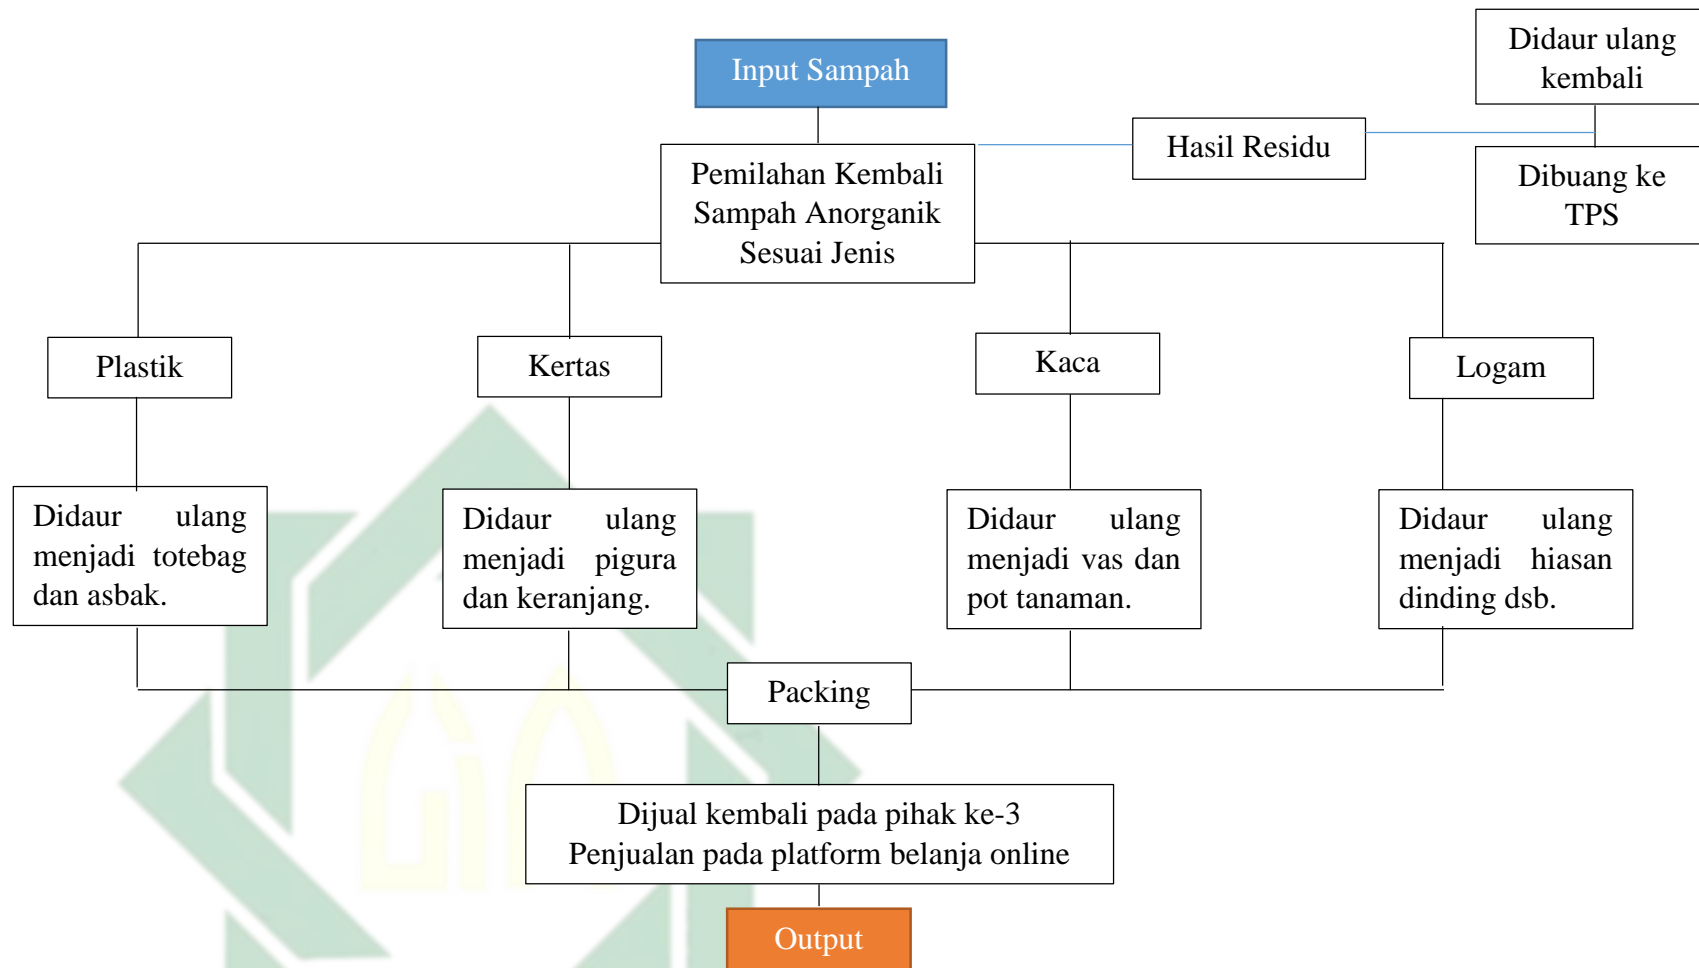 Input Sampah
Didaur ulang
kembali
Hasil Residu
Dibuang ke
TPS
Pemilahan Kembali
Sampah Anorganik
Sesuai Jenis
Plastik
Kertas
Kaca
Logam
Didaur ulang
menjadi totebag
dan asbak.
Didaur ulang
menjadi pigura
dan keranjang.
Didaur ulang
menjadi vas dan
pot tanaman.
Didaur ulang
menjadi hiasan
dinding dsb.
Packing
Dijual kembali pada pihak ke-3
Penjualan pada platform belanja online
Output